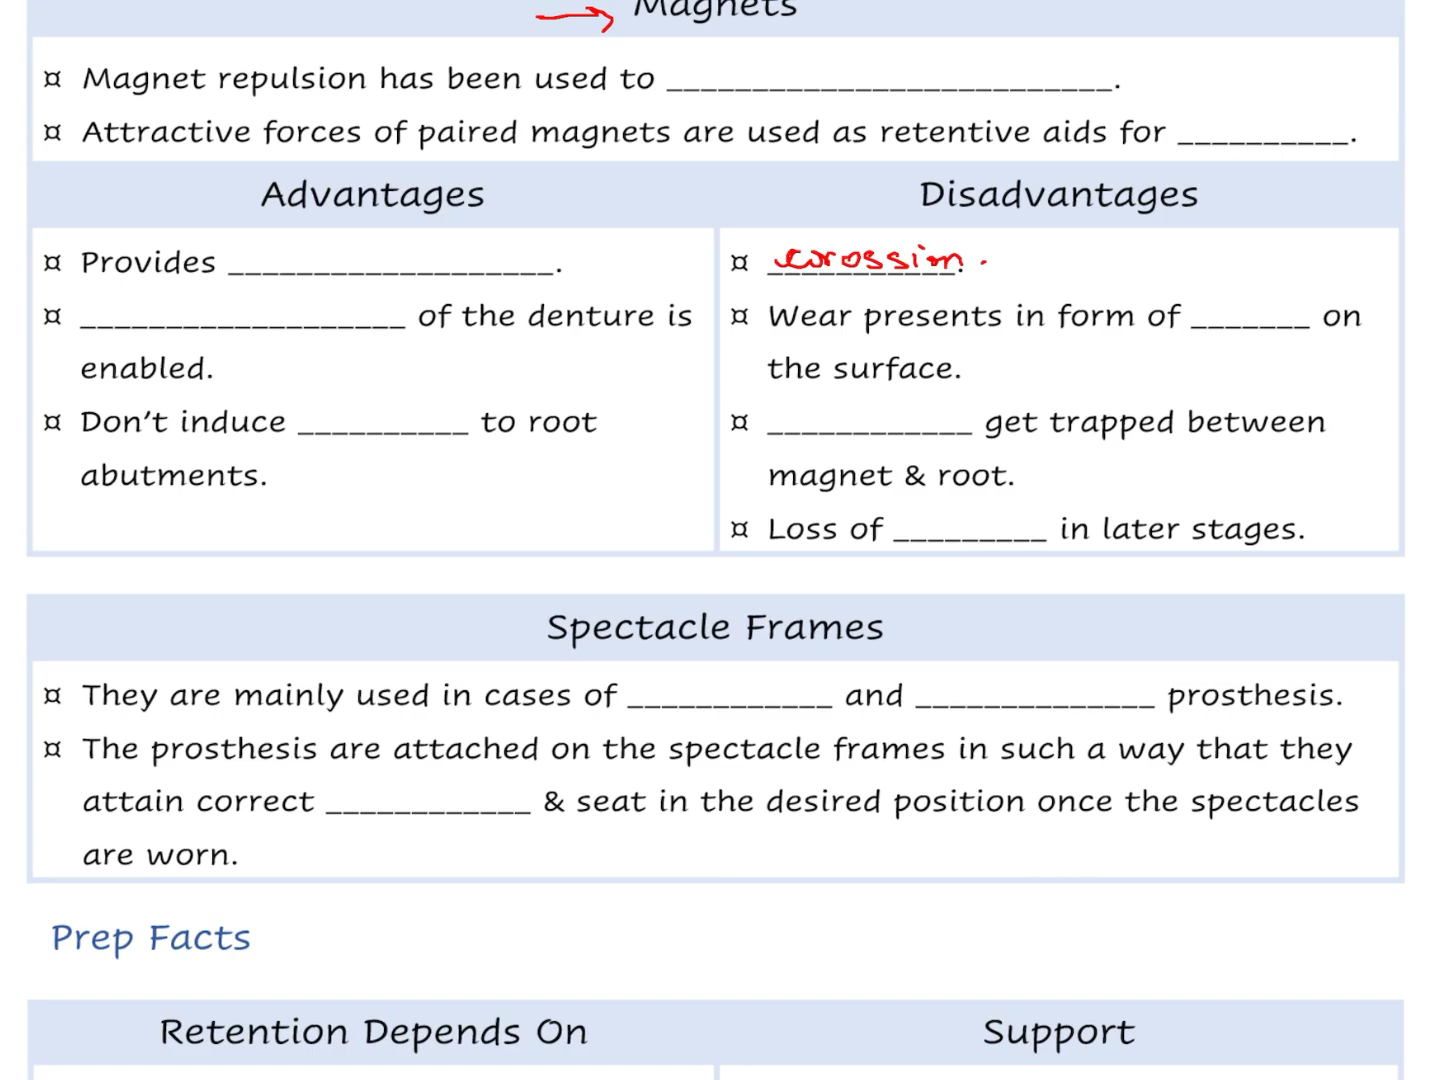 Magnets
¤ Magnet repulsion has been used to __________________________.
¤ Attractive forces of paired magnets are used as retentive aids for __________.
Advantages
Disadvantages
¤ Provides ___________________.
¤ ___________________ of the denture is
enabled.
¤ Don't induce __________ to root
abutments.
¤ corossion.
¤ Wear presents in form of _______ on
the surface.
¤ ____________ get trapped between
magnet & root.
¤ Loss of _________ in later stages.
Spectacle Frames
¤ They are mainly used in cases of ____________ and ______________ prosthesis.
¤ The prosthesis are attached on the spectacle frames in such a way that they
attain correct ____________ & seat in the desired position once the spectacles
are worn.
Prep Facts
Retention Depends On
Support